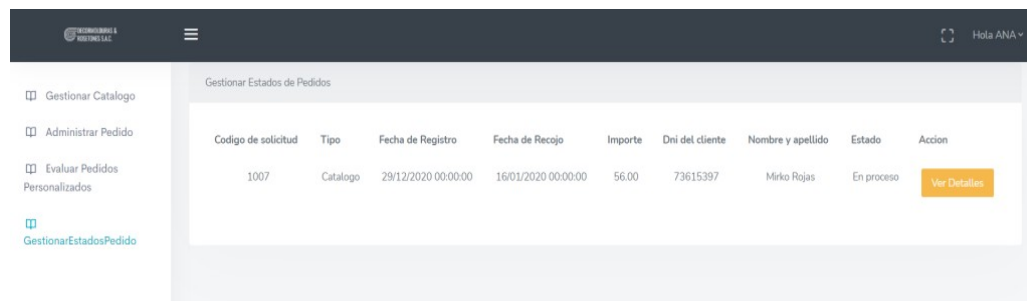 Hola ANA
Gestionar Catalogo
Administrar Pedido
Evaluar Pedidos
Personalizados
GestionarEstadosPedido
Gestionar Estados de Pedidos
Codigo de solicitud Tipo Fecha de Registro Fecha de Recojo Importe Dni del cliente Nombre y apellido Estado Accion
1007 Catalogo 29/12/2020 00:00:00 16/01/2020 00:00:00 56.00 73615397 Mirko Rojas En proceso Ver Detalles